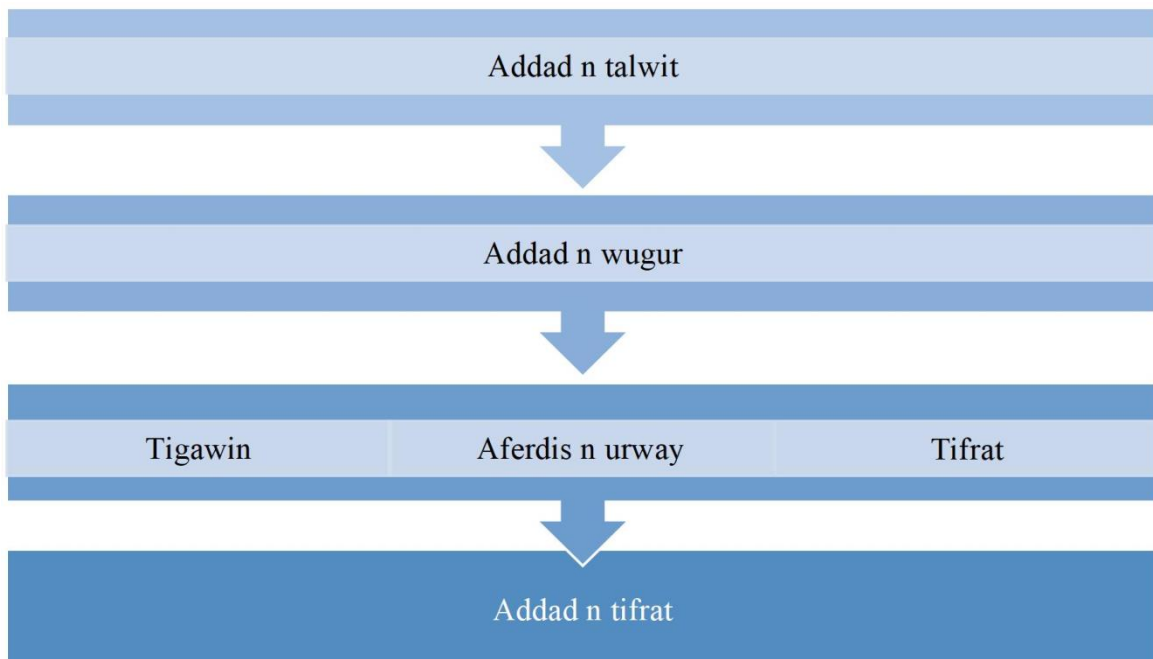 Addad n talwit
Addad n wugur
Tigawin
Aferdis n urway
Tifrat
Addad n tifrat